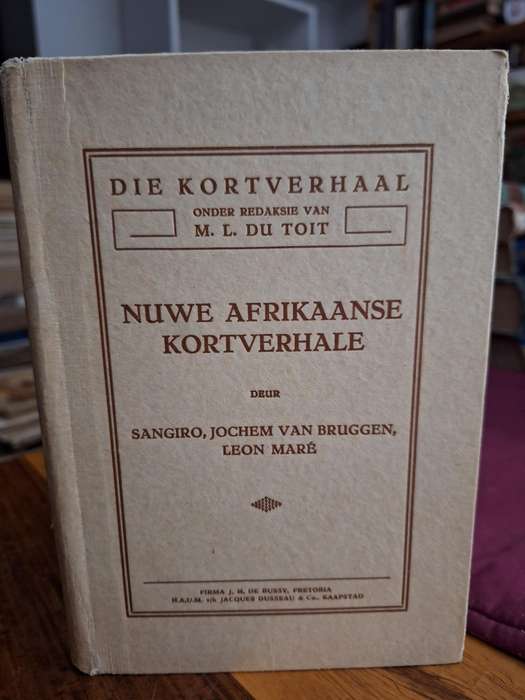 DIE KORTVERHAAL
ONDER REDAKSIE VAN
M. L. DU TOIT
NUWE AFRIKAANSE
KORTVERHALE
DEUR
SANGIRO, JOCHEM VAN BRUGGEN,
LEON MARÉ
FIRMA J. H. DE BUSSY, PRETORIA
H.A.U.M. v/h JACQUES DUSSEAU & Co., KAAPSTAD